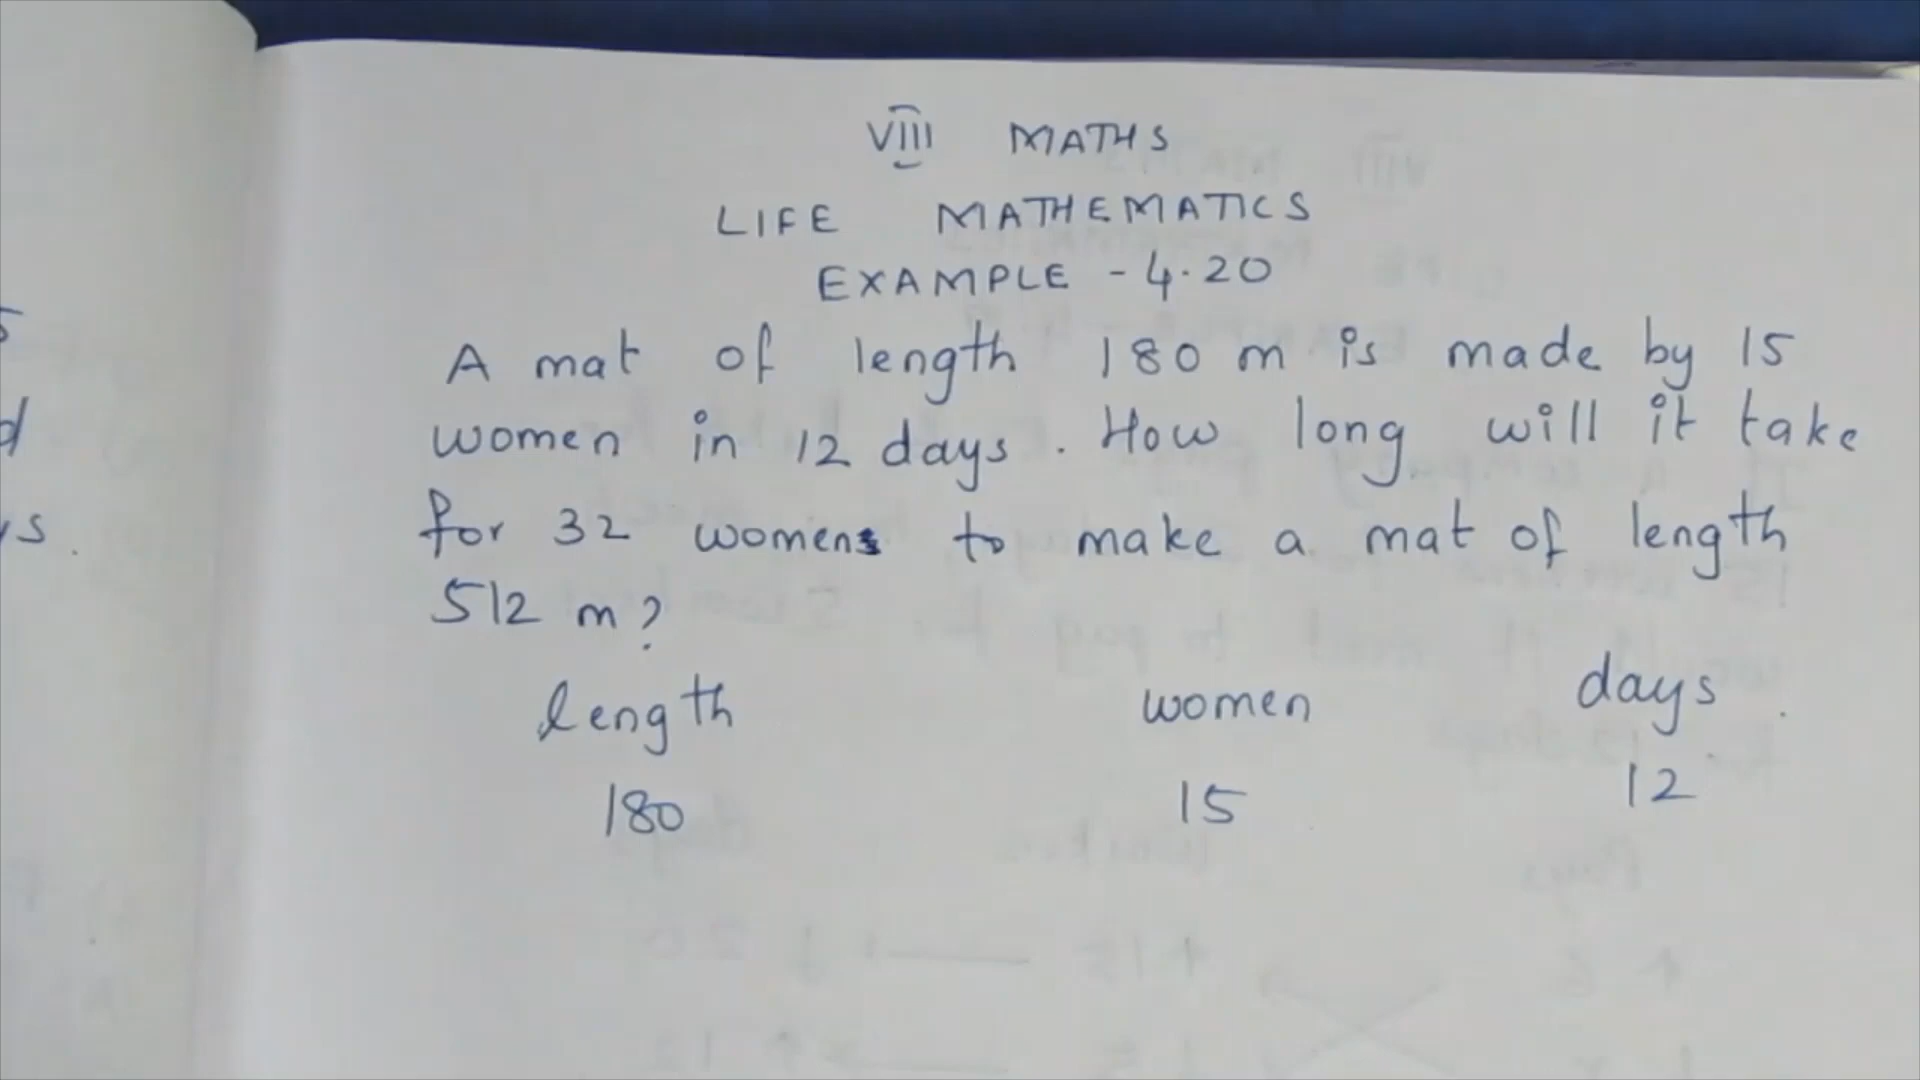 VIII MATHS
LIFE MATHEMATICS
EXAMPLE - 4.20
A mat of length 180 m is made by 15
women in 12 days. How long will it take
for 32 womens to make a mat of length
512 m?
length women days.
180 15 12